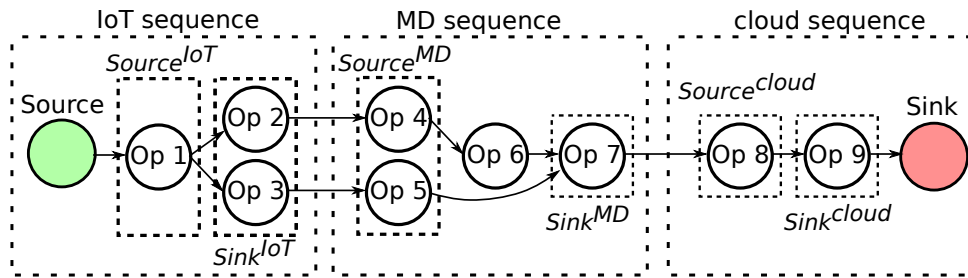 IoT sequence
MD sequence
cloud sequence
Source^IoT
Source^MD
Source^cloud
Source
Sink
Op 1
Op 2
Op 3
Op 4
Op 5
Op 6
Op 7
Op 8
Op 9
Sink^IoT
Sink^MD
Sink^cloud